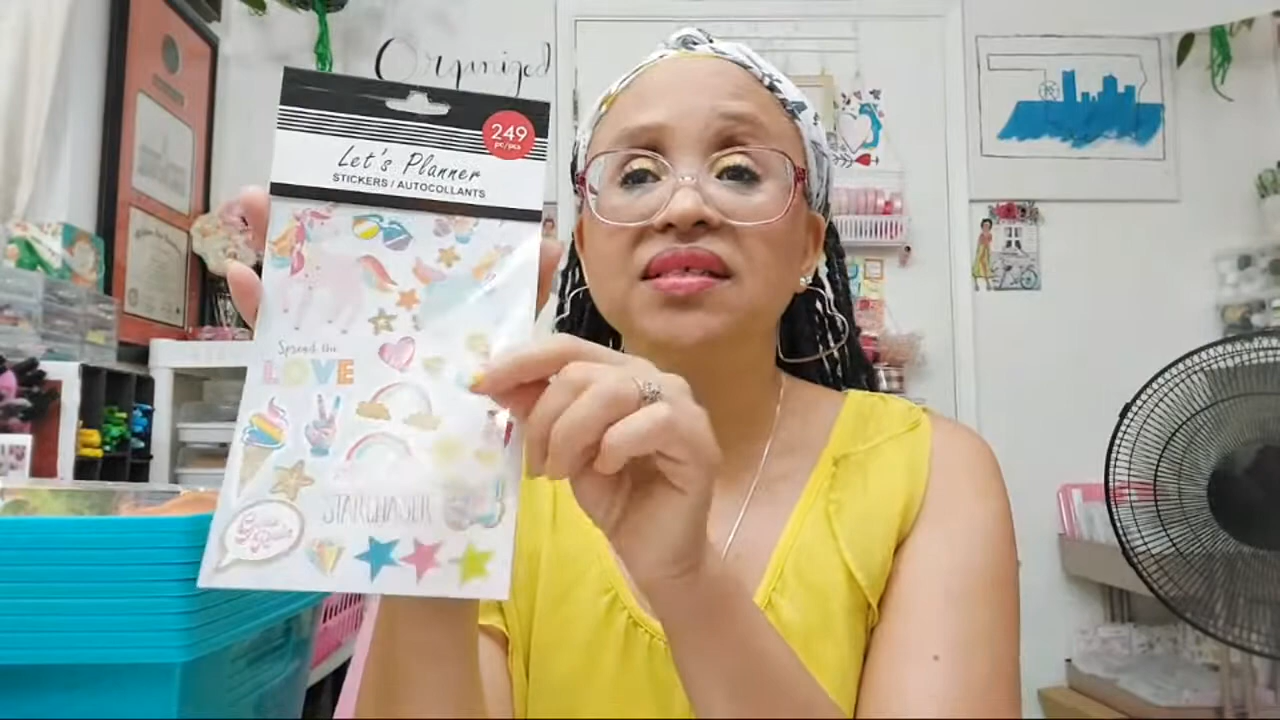 Organized
249
pc/pcs
Let's Planner
STICKERS / AUTOCOLLANTS
Spread the
LOVE
STARCHASER